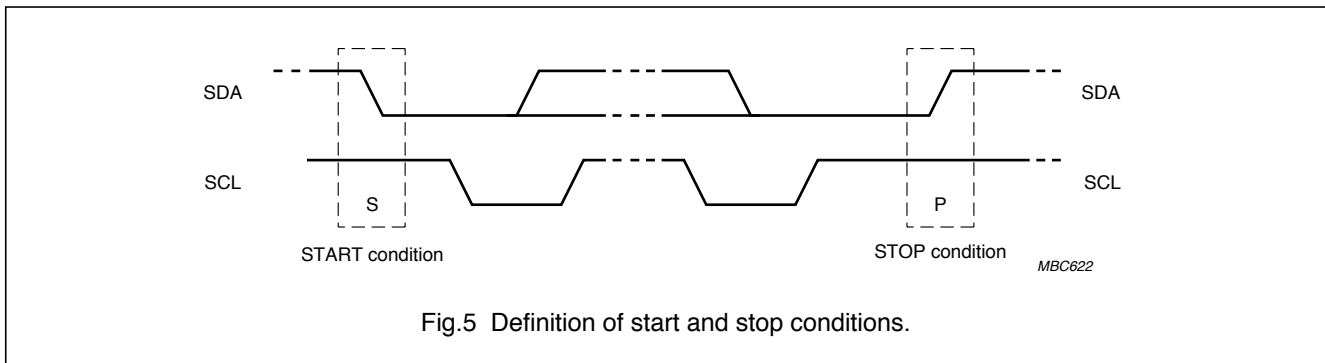 SDA
SDA
SCL
SCL
S
P
START condition
STOP condition
MBC622
Fig.5 Definition of start and stop conditions.